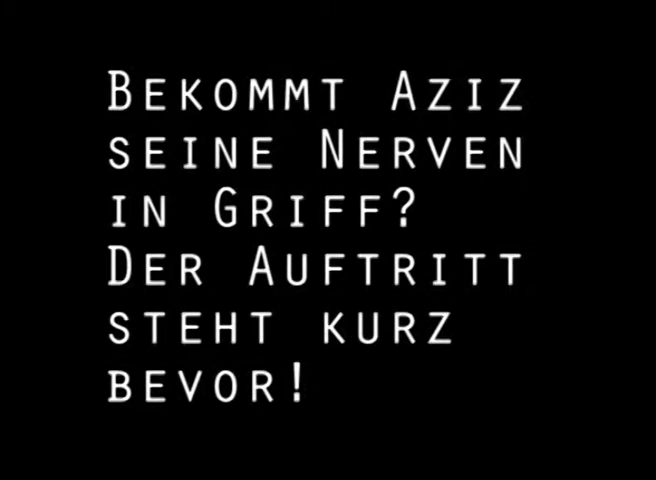 Bekommt Aziz
seine Nerven
in Griff?
Der Auftritt
steht kurz
bevor!